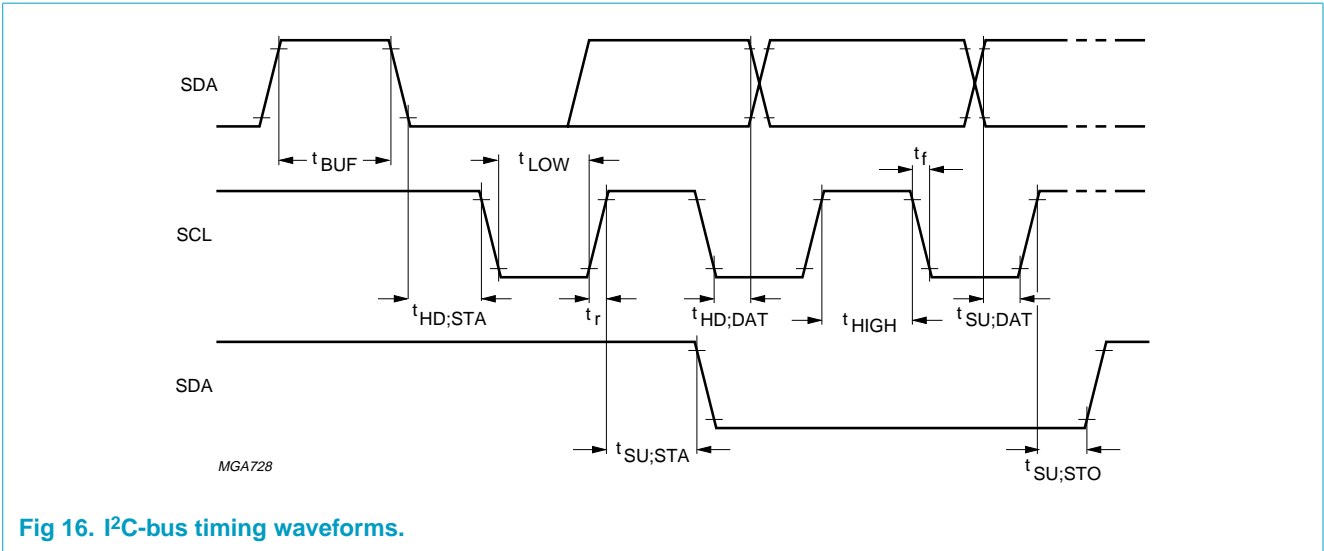 SDA
t BUF
t LOW
t f
SCL
t HD;STA
t r
t HD;DAT
t HIGH
t SU;DAT
SDA
t SU;STA
t SU;STO
MGA728
Fig 16. I²C-bus timing waveforms.